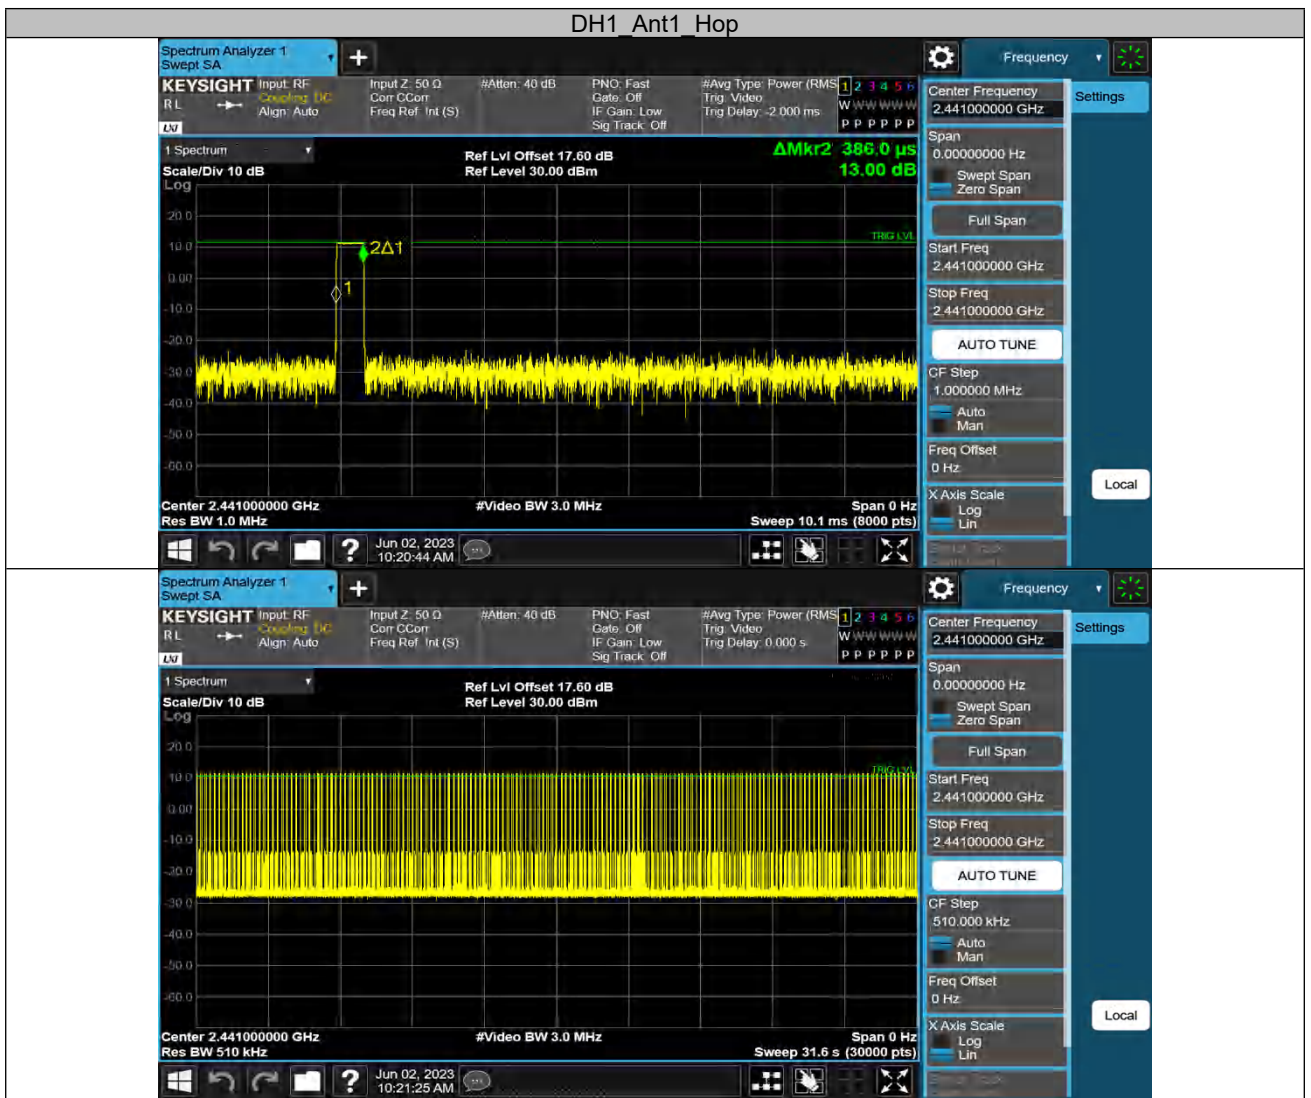 DH1_Ant1_Hop
Spectrum Analyzer 1
Swept SA
Frequency
KEYSIGHT
Input: RF
Coupling: DC
Align: Auto
RL
LXI
Input Z: 50 Ω
Corr CCorr
Freq Ref: Int (S)
#Atten: 40 dB
PNO: Fast
Gate: Off
IF Gain: Low
Sig Track: Off
#Avg Type: Power (RMS
Trig: Video
Trig Delay: -2.000 ms
1 2 3 4 5 6
W W W W W W
P P P P P P
1 Spectrum
Scale/Div 10 dB
Log
Ref Lvl Offset 17.60 dB
Ref Level 30.00 dBm
ΔMkr2 386.0 µs
13.00 dB
TRIG LVL
2Δ1
1
20.0
10.0
0.00
-10.0
-20.0
-30.0
-40.0
-50.0
-60.0
Center 2.441000000 GHz
Res BW 1.0 MHz
#Video BW 3.0 MHz
Span 0 Hz
Sweep 10.1 ms (8000 pts)
Jun 02, 2023
10:20:44 AM
Center Frequency
2.441000000 GHz
Settings
Span
0.00000000 Hz
Swept Span
Zero Span
Full Span
Start Freq
2.441000000 GHz
Stop Freq
2.441000000 GHz
AUTO TUNE
CF Step
1.000000 MHz
Auto
Man
Freq Offset
0 Hz
X Axis Scale
Log
Lin
Local
Spectrum Analyzer 1
Swept SA
Frequency
KEYSIGHT
Input: RF
Coupling: DC
Align: Auto
RL
LXI
Input Z: 50 Ω
Corr CCorr
Freq Ref: Int (S)
#Atten: 40 dB
PNO: Fast
Gate: Off
IF Gain: Low
Sig Track: Off
#Avg Type: Power (RMS
Trig: Video
Trig Delay: 0.000 s
1 2 3 4 5 6
W W W W W W
P P P P P P
1 Spectrum
Scale/Div 10 dB
Log
Ref Lvl Offset 17.60 dB
Ref Level 30.00 dBm
TRIG LVL
20.0
10.0
0.00
-10.0
-20.0
-30.0
-40.0
-50.0
-60.0
Center 2.441000000 GHz
Res BW 510 kHz
#Video BW 3.0 MHz
Span 0 Hz
Sweep 31.6 s (30000 pts)
Jun 02, 2023
10:21:25 AM
Center Frequency
2.441000000 GHz
Settings
Span
0.00000000 Hz
Swept Span
Zero Span
Full Span
Start Freq
2.441000000 GHz
Stop Freq
2.441000000 GHz
AUTO TUNE
CF Step
510.000 kHz
Auto
Man
Freq Offset
0 Hz
X Axis Scale
Log
Lin
Local